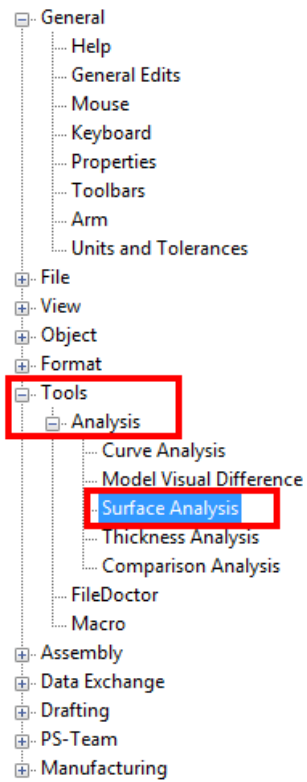 General
Help
General Edits
Mouse
Keyboard
Properties
Toolbars
Arm
Units and Tolerances
File
View
Object
Format
Tools
Analysis
Curve Analysis
Model Visual Difference
Surface Analysis
Thickness Analysis
Comparison Analysis
FileDoctor
Macro
Assembly
Data Exchange
Drafting
PS-Team
Manufacturing